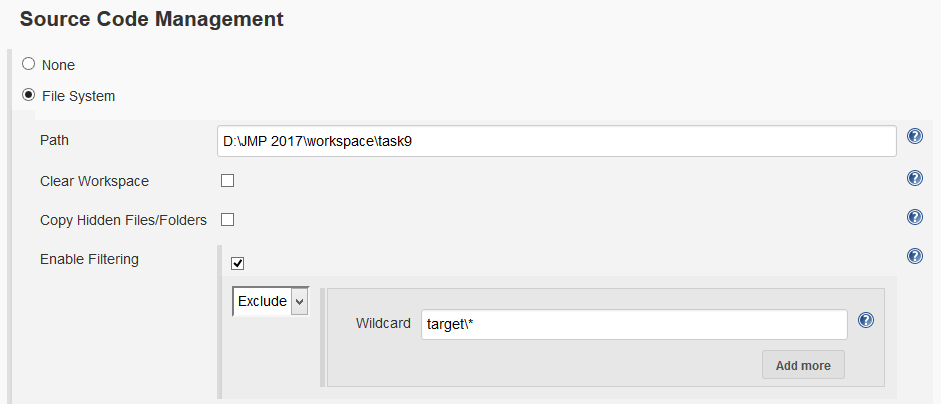 Source Code Management
None
File System
Path D:\JMP 2017\workspace\task9 ?
Clear Workspace ?
Copy Hidden Files/Folders ?
Enable Filtering ?
Exclude
Wildcard target\* ?
Add more